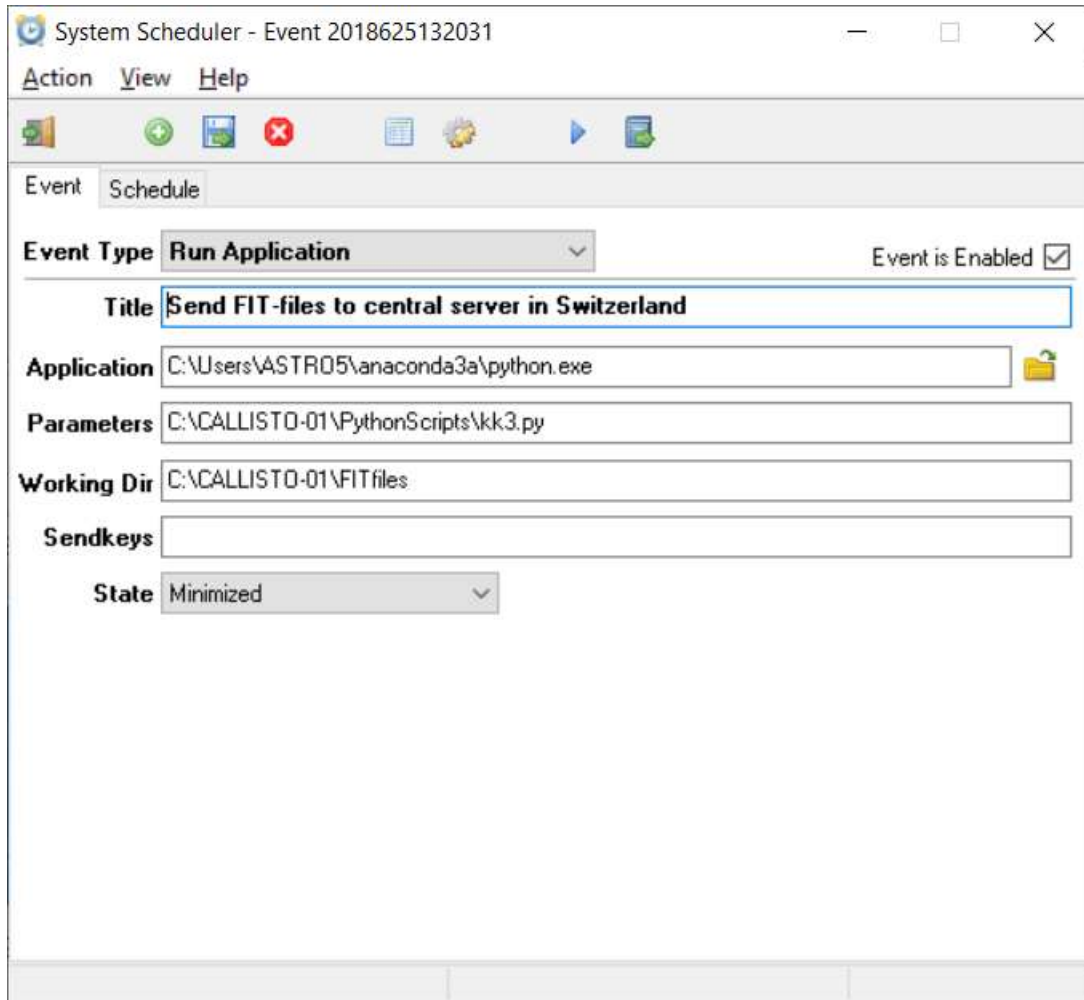 System Scheduler - Event 2018625132031
Action View Help
Event Schedule
Event Type Run Application Event is Enabled
Title Send FIT-files to central server in Switzerland
Application C:\Users\ASTRO5\anaconda3a\python.exe
Parameters C:\CALLISTO-01\PythonScripts\kk3.py
Working Dir C:\CALLISTO-01\FITfiles
Sendkeys
State Minimized